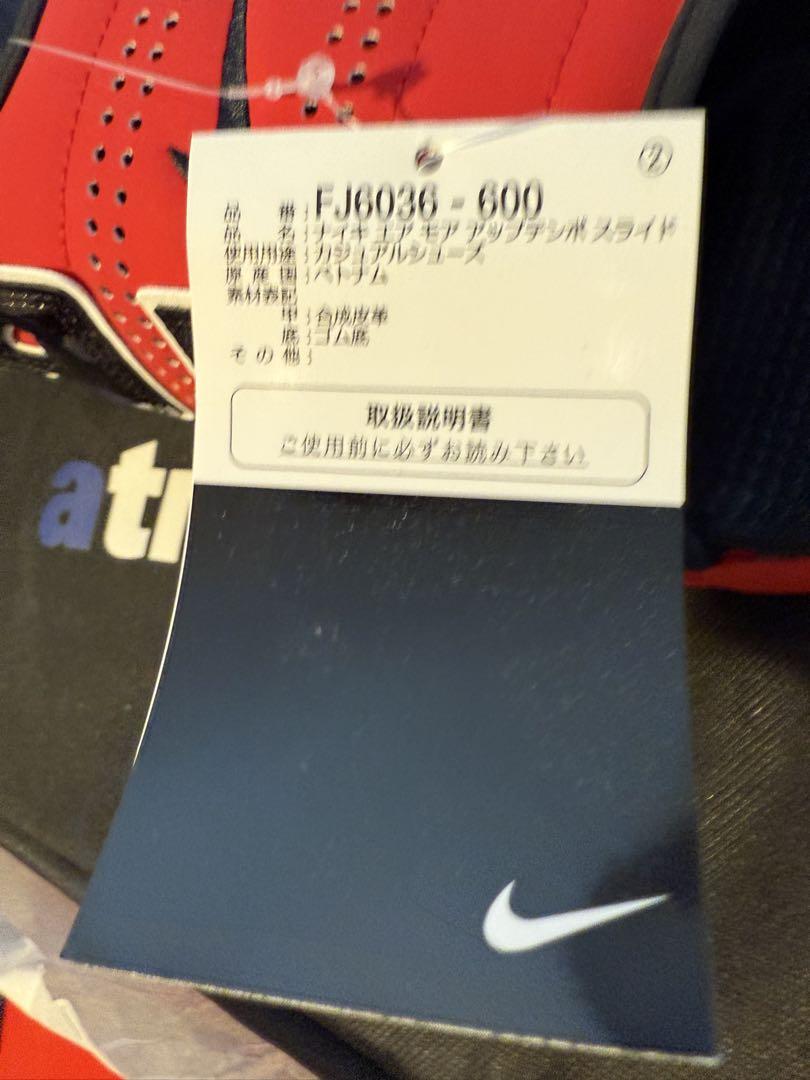 ②
品 番 : FJ6036 - 600
品 名 : ナイキ エア モア アップテンポ スライド
使用用途 : カジュアルシューズ
原 産 国 : ベトナム
素材表記
甲 : 合成皮革
底 : ゴム底
そ の 他 :
取扱説明書
ご使用前に必ずお読み下さい